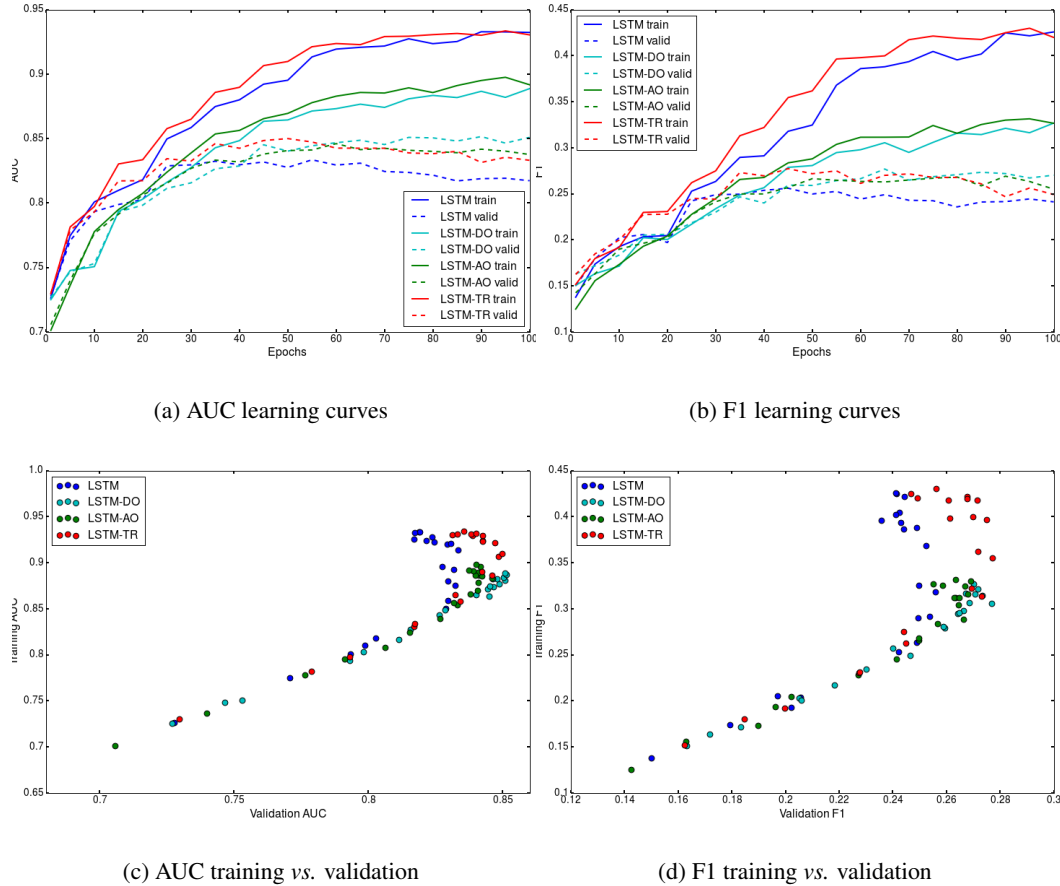 0.95
0.9
0.85
0.8
0.75
0.7
AUC
0 10 20 30 40 50 60 70 80 90 100
Epochs
LSTM train
LSTM valid
LSTM-DO train
LSTM-DO valid
LSTM-AO train
LSTM-AO valid
LSTM-TR train
LSTM-TR valid
(a) AUC learning curves
0.45
0.4
0.35
0.3
0.25
0.2
0.15
0.1
F1
0 10 20 30 40 50 60 70 80 90 100
Epochs
LSTM train
LSTM valid
LSTM-DO train
LSTM-DO valid
LSTM-AO train
LSTM-AO valid
LSTM-TR train
LSTM-TR valid
(b) F1 learning curves
1.0
0.95
0.9
0.85
0.8
0.75
0.7
0.65
Training AUC
0.7 0.75 0.8 0.85
Validation AUC
LSTM
LSTM-DO
LSTM-AO
LSTM-TR
(c) AUC training vs. validation
0.45
0.4
0.35
0.3
0.25
0.2
0.15
0.1
Training F1
0.12 0.14 0.16 0.18 0.2 0.22 0.24 0.26 0.28 0.3
Validation F1
LSTM
LSTM-DO
LSTM-AO
LSTM-TR
(d) F1 training vs. validation